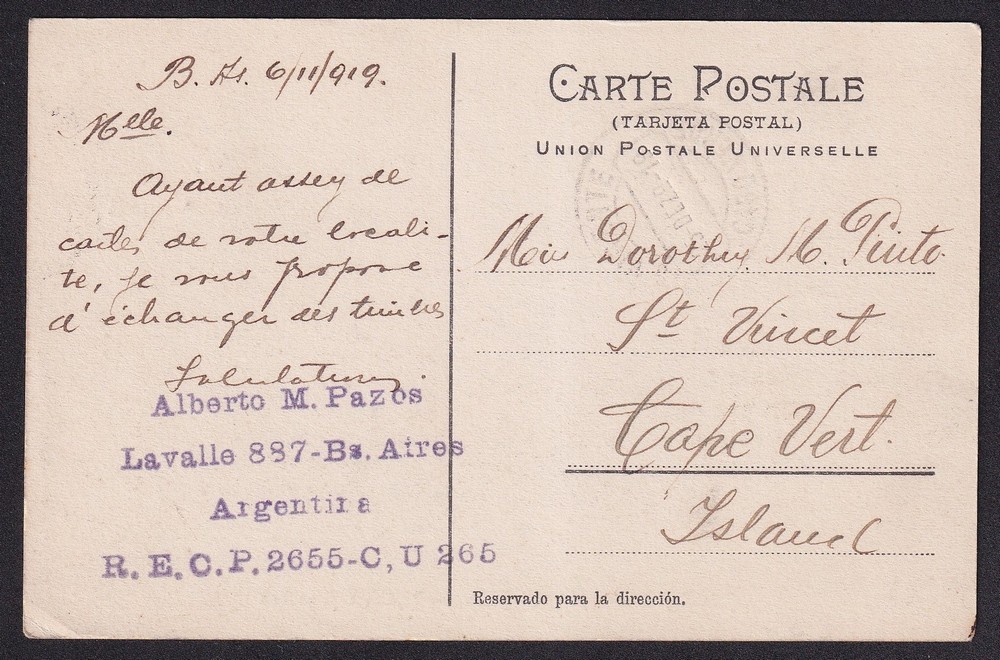 B. As. 6/11/919.
Mlle.
Ayant assez de
cartes de votre locali-
te, je vous propose
d'échanger des timbres
Salutations.
Alberto M. Pazos
Lavalle 887-Bs. Aires
Argentina
R. E. C. P. 2655-C, U 265
CARTE POSTALE
(TARJETA POSTAL)
UNION POSTALE UNIVERSELLE
Miss Dorothy M. Pinto
St Vincet
Cape Vert.
Island
Reservado para la dirección.
DEZ